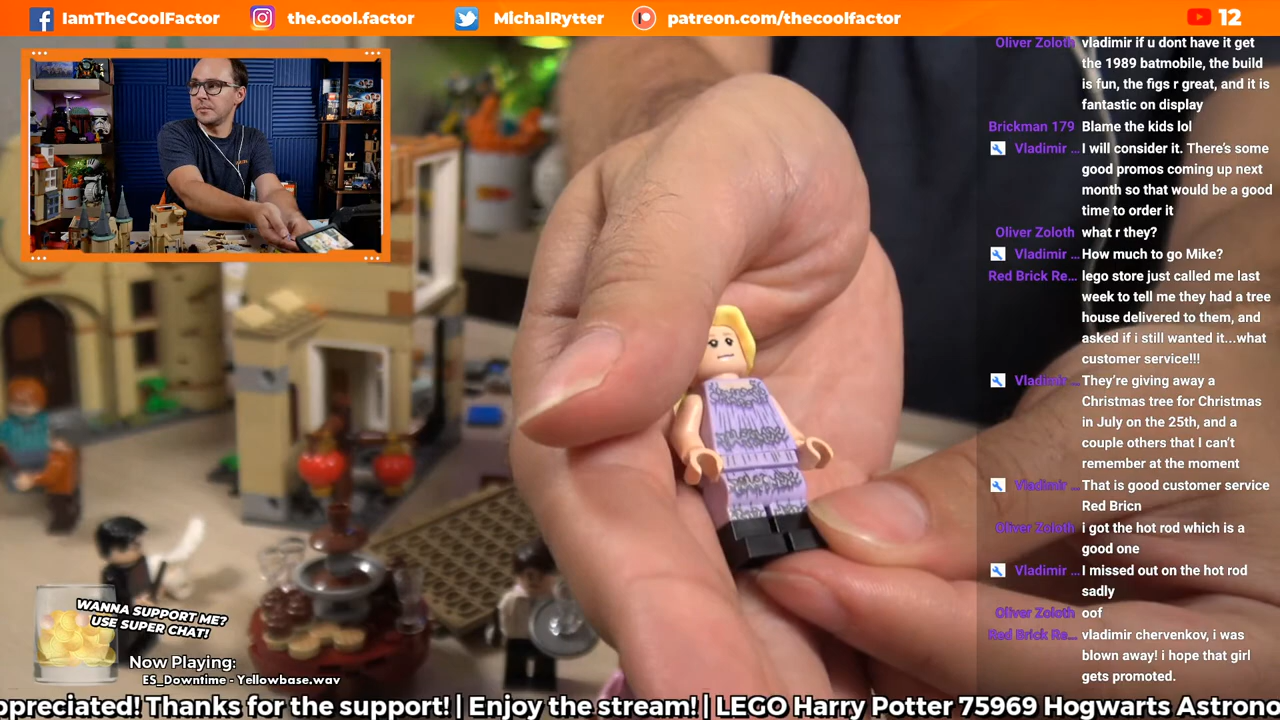 IamTheCoolFactor
the.cool.factor
MichalRytter
patreon.com/thecoolfactor
12
Oliver Zoloth vladimir if u dont have it get
the 1989 batmobile, the build
is fun, the figs r great, and it is
fantastic on display
Brickman 179 Blame the kids lol
Vladimir ... I will consider it. There's some
good promos coming up next
month so that would be a good
time to order it
Oliver Zoloth what r they?
Vladimir ... How much to go Mike?
Red Brick Re... lego store just called me last
week to tell me they had a tree
house delivered to them, and
asked if i still wanted it...what
customer service!!!
Vladimir ... They're giving away a
Christmas tree for Christmas
in July on the 25th, and a
couple others that I can't
remember at the moment
Vladimir ... That is good customer service
Red Bricn
Oliver Zoloth i got the hot rod which is a
good one
Vladimir ... I missed out on the hot rod
sadly
Oliver Zoloth oof
Red Brick Re... vladimir chervenkov, i was
blown away! i hope that girl
gets promoted.
WANNA SUPPORT ME?
USE SUPER CHAT!
Now Playing:
ES_Downtime - Yellowbase.wav
ppreciated! Thanks for the support! | Enjoy the stream! | LEGO Harry Potter 75969 Hogwarts Astrono